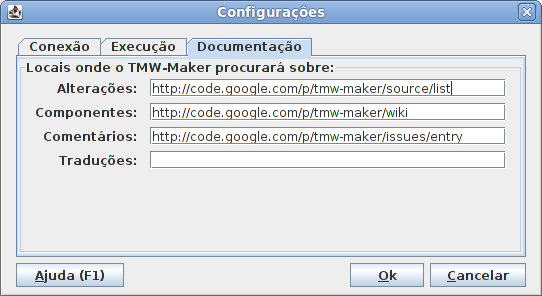 Configurações
Conexão Execução Documentação
Locais onde o TMW-Maker procurará sobre:
Alterações: http://code.google.com/p/tmw-maker/source/list
Componentes: http://code.google.com/p/tmw-maker/wiki
Comentários: http://code.google.com/p/tmw-maker/issues/entry
Traduções:
Ajuda (F1) Ok Cancelar